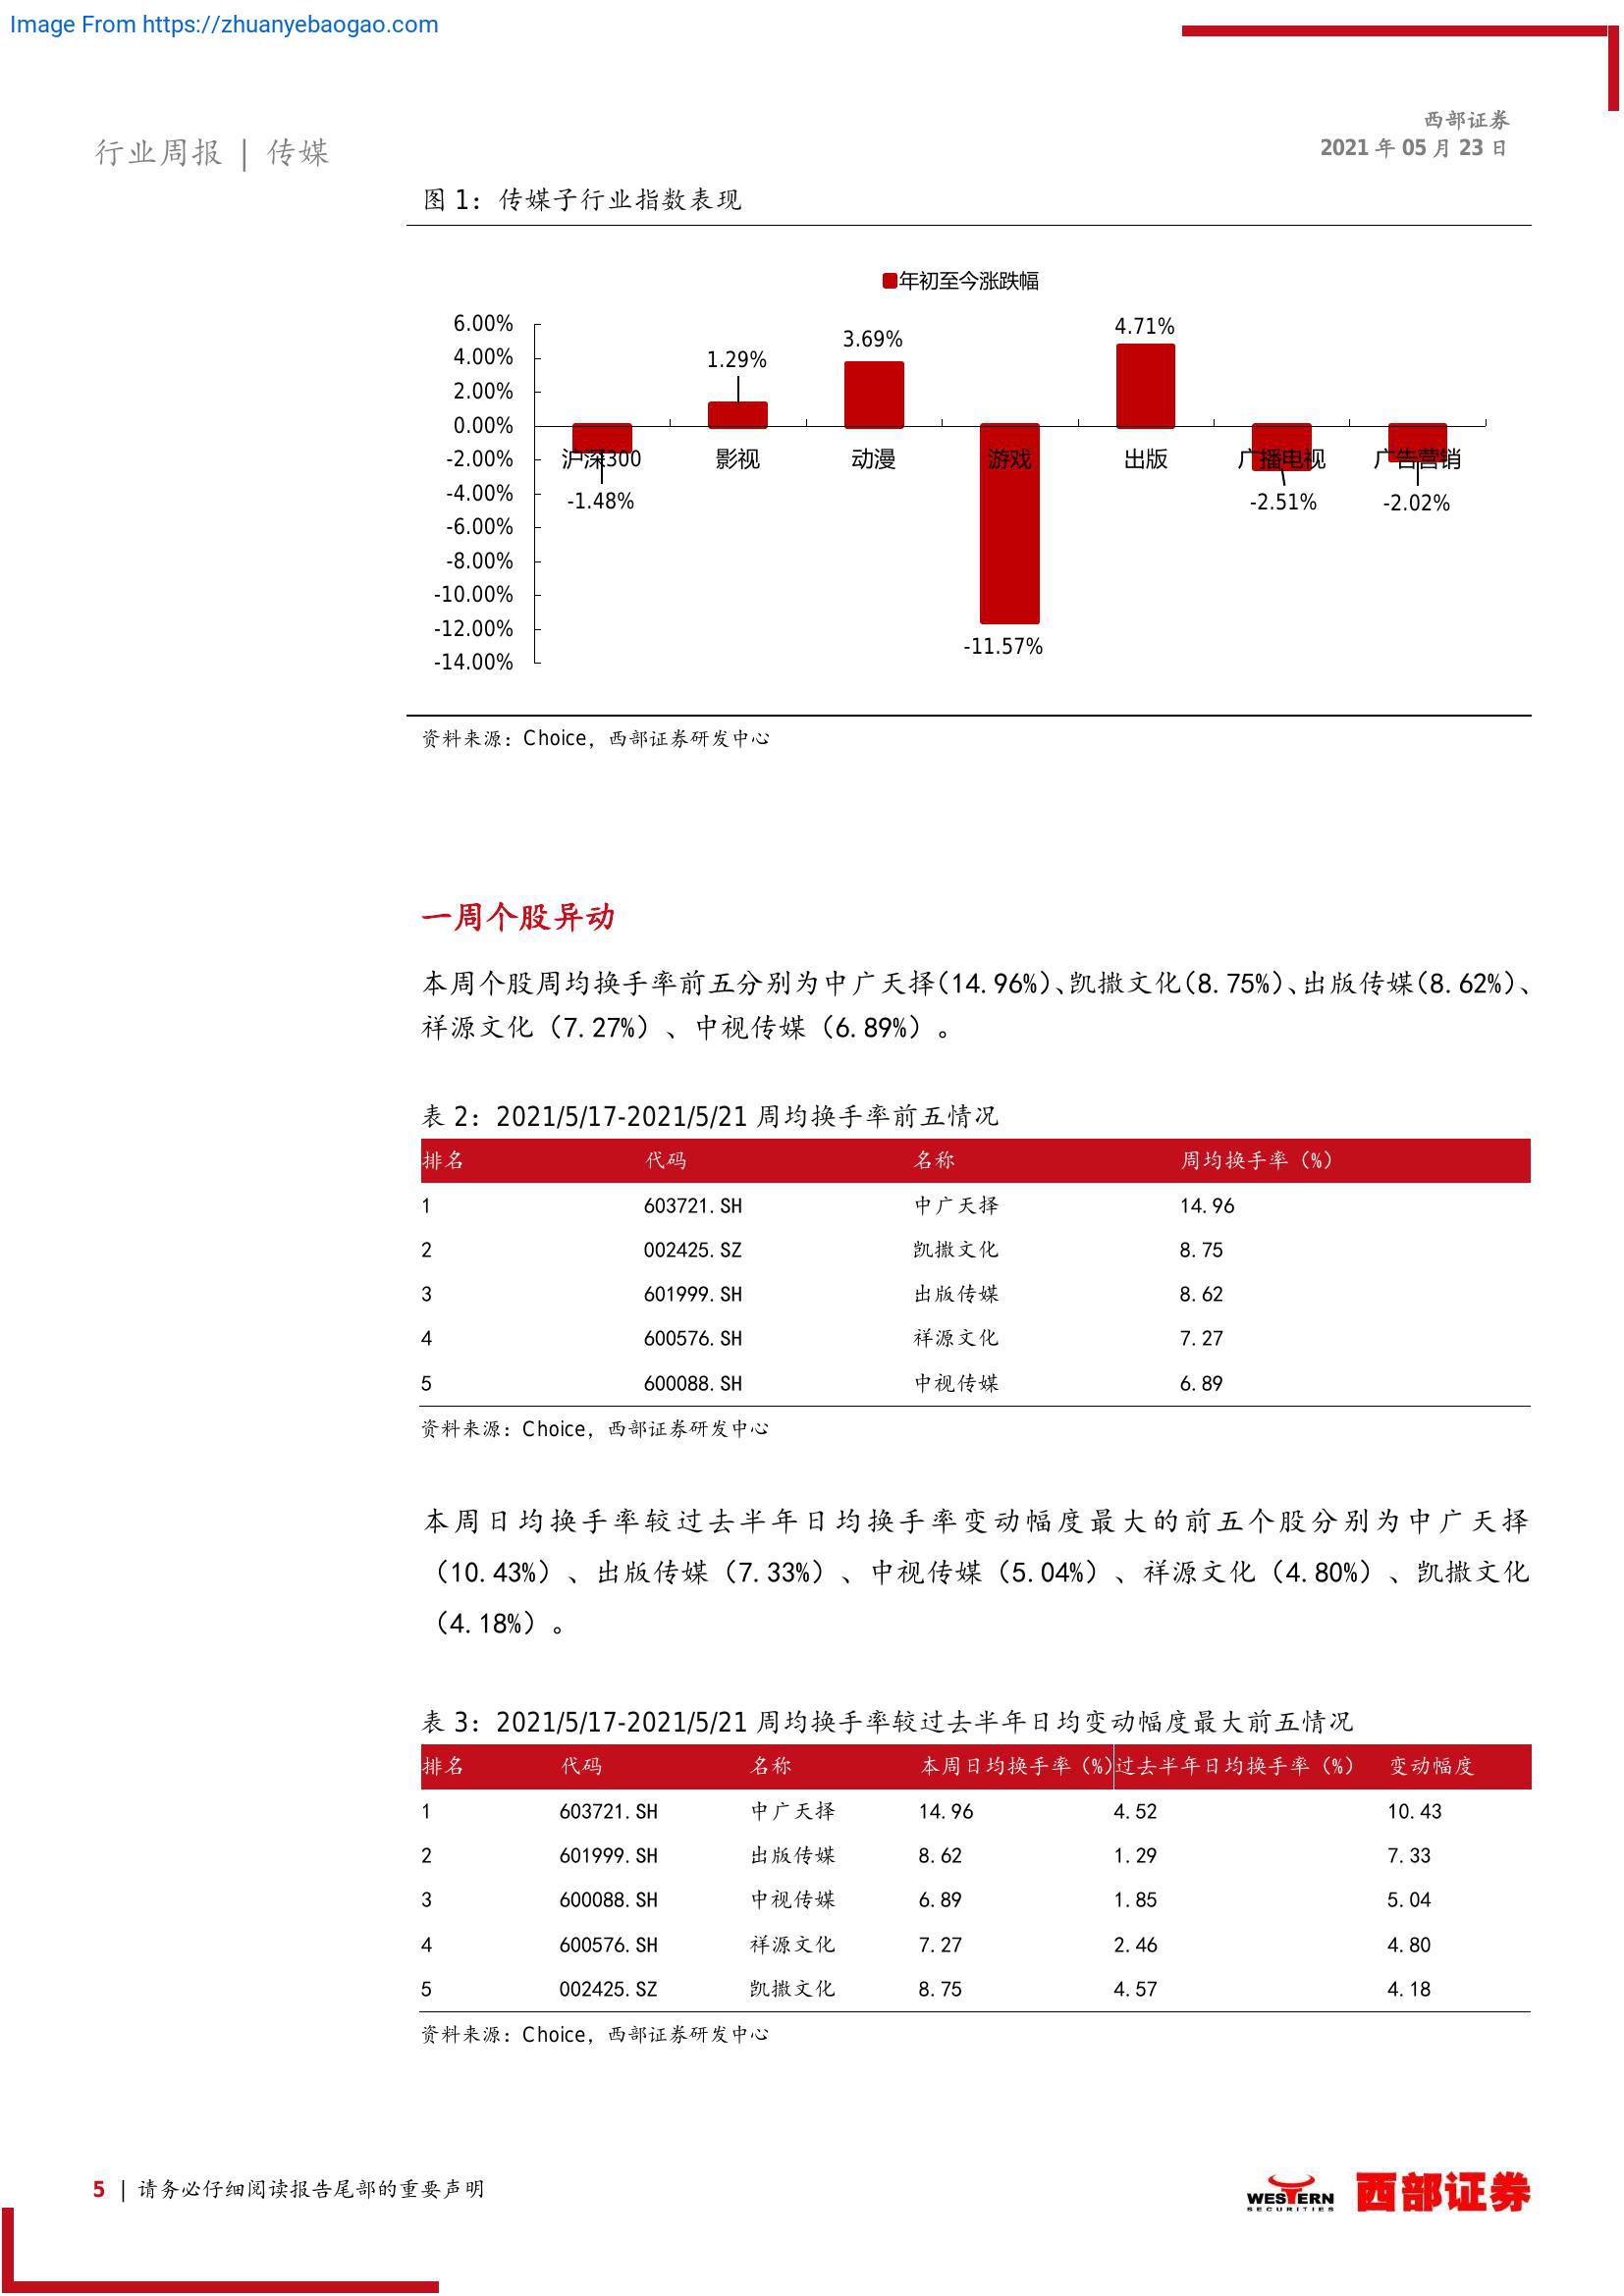 Image From https://zhuanyebaogao.com
西部证券
2021 年 05 月 23 日
行业周报 | 传媒
图 1：传媒子行业指数表现
年初至今涨跌幅
6.00%
4.00%
2.00%
0.00%
-2.00%
-4.00%
-6.00%
-8.00%
-10.00%
-12.00%
-14.00%
沪深300 影视 动漫 游戏 出版 广播电视 广告营销
-1.48% 1.29% 3.69% -11.57% 4.71% -2.51% -2.02%
资料来源：Choice，西部证券研发中心
一周个股异动
本周个股周均换手率前五分别为中广天择（14.96%）、凯撒文化（8.75%）、出版传媒（8.62%）、
祥源文化（7.27%）、中视传媒（6.89%）。
表 2：2021/5/17-2021/5/21 周均换手率前五情况
排名 代码 名称 周均换手率（%）
1 603721.SH 中广天择 14.96
2 002425.SZ 凯撒文化 8.75
3 601999.SH 出版传媒 8.62
4 600576.SH 祥源文化 7.27
5 600088.SH 中视传媒 6.89
资料来源：Choice，西部证券研发中心
本周日均换手率较过去半年日均换手率变动幅度最大的前五个股分别为中广天择
（10.43%）、出版传媒（7.33%）、中视传媒（5.04%）、祥源文化（4.80%）、凯撒文化
（4.18%）。
表 3：2021/5/17-2021/5/21 周均换手率较过去半年日均变动幅度最大前五情况
排名 代码 名称 本周日均换手率（%）过去半年日均换手率（%） 变动幅度
1 603721.SH 中广天择 14.96 4.52 10.43
2 601999.SH 出版传媒 8.62 1.29 7.33
3 600088.SH 中视传媒 6.89 1.85 5.04
4 600576.SH 祥源文化 7.27 2.46 4.80
5 002425.SZ 凯撒文化 8.75 4.57 4.18
资料来源：Choice，西部证券研发中心
5 | 请务必仔细阅读报告尾部的重要声明
WESTERN
SECURITIES
西部证券